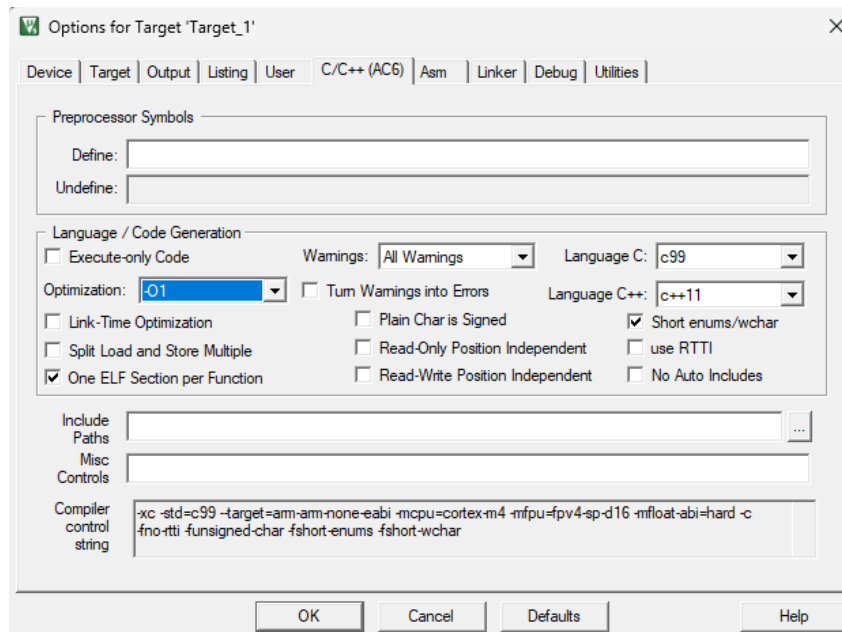 Options for Target 'Target_1'
Device Target Output Listing User C/C++ (AC6) Asm Linker Debug Utilities
Preprocessor Symbols
Define:
Undefine:
Language / Code Generation
Execute-only Code Warnings: All Warnings Language C: c99
Optimization: -O1 Turn Warnings into Errors Language C++: c++11
Link-Time Optimization Plain Char is Signed Short enums/wchar
Split Load and Store Multiple Read-Only Position Independent use RTTI
One ELF Section per Function Read-Write Position Independent No Auto Includes
Include
Paths
...
Misc
Controls
Compiler
control
string
-xc -std=c99 --target=arm-arm-none-eabi -mcpu=cortex-m4 -mfpu=fpv4-sp-d16 -mfloat-abi=hard -c
-fno-rtti -funsigned-char -fshort-enums -fshort-wchar
OK Cancel Defaults Help